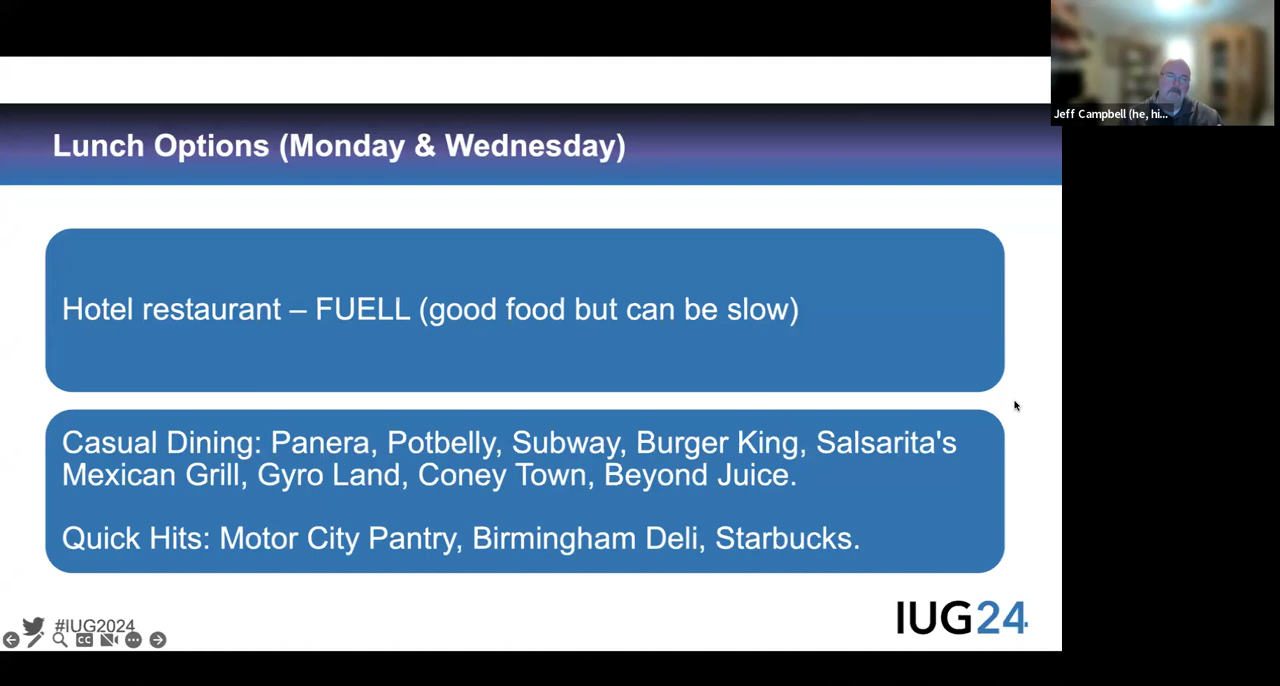 Jeff Campbell (he, hi...
Lunch Options (Monday & Wednesday)
Hotel restaurant – FUELL (good food but can be slow)
Casual Dining: Panera, Potbelly, Subway, Burger King, Salsarita's
Mexican Grill, Gyro Land, Coney Town, Beyond Juice.
Quick Hits: Motor City Pantry, Birmingham Deli, Starbucks.
#IUG2024
CC
IUG24